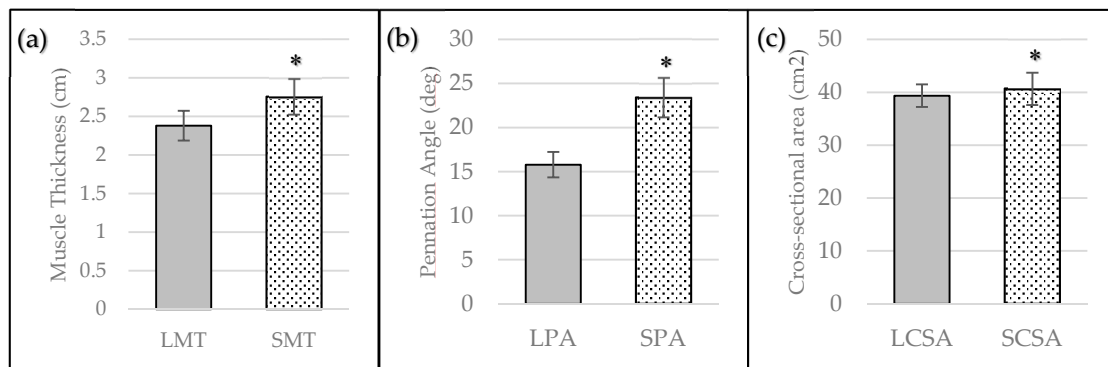 (a)
Muscle Thickness (cm)
3.5
3
2.5
2
1.5
1
0.5
0
*
LMT SMT
(b)
Pennation Angle (deg)
30
25
20
15
10
5
0
*
LPA SPA
(c)
Cross-sectional area (cm2)
50
40
30
20
10
0
*
LCSA SCSA